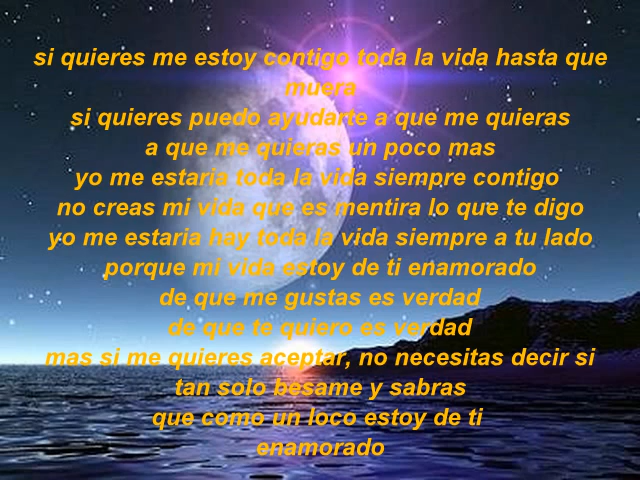 si quieres me estoy contigo toda la vida hasta que
muera
si quieres puedo ayudarte a que me quieras
a que me quieras un poco mas
yo me estaria toda la vida siempre contigo
no creas mi vida que es mentira lo que te digo
yo me estaria hay toda la vida siempre a tu lado
porque mi vida estoy de ti enamorado
de que me gustas es verdad
de que te quiero es verdad
mas si me quieres aceptar, no necesitas decir si
tan solo besame y sabras
que como un loco estoy de ti
enamorado